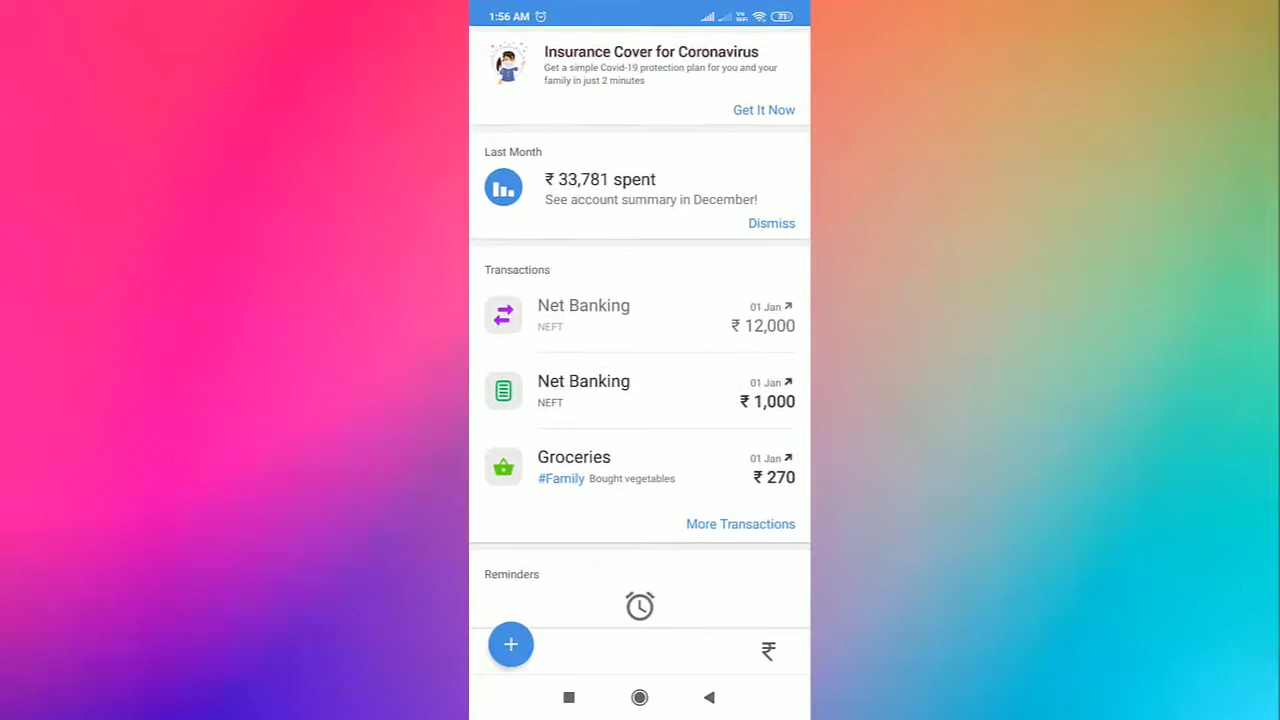 1:56 AM
Vo
WiFi
71
Insurance Cover for Coronavirus
Get a simple Covid-19 protection plan for you and your
family in just 2 minutes
Get It Now
Last Month
₹ 33,781 spent
See account summary in December!
Dismiss
Transactions
Net Banking
01 Jan
NEFT
₹ 12,000
Net Banking
01 Jan
NEFT
₹ 1,000
Groceries
01 Jan
#Family Bought vegetables
₹ 270
More Transactions
Reminders
₹